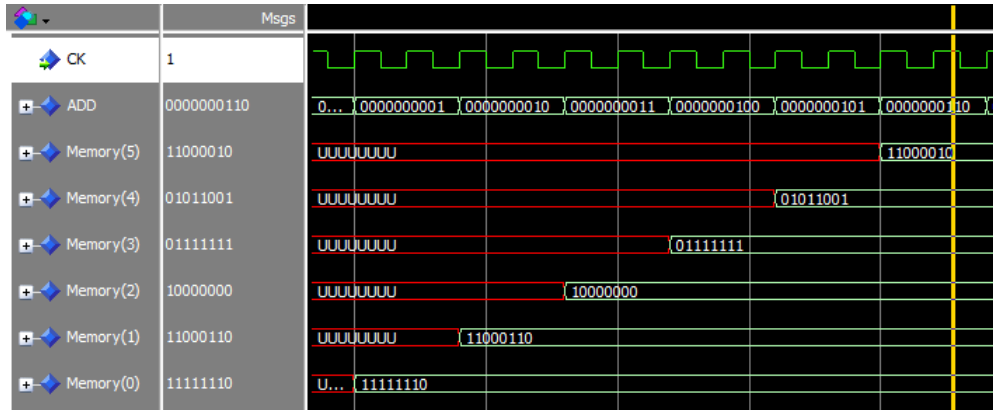 Msgs
CK 1
ADD 0000000110 0... 0000000001 0000000010 0000000011 0000000100 0000000101 0000000110
Memory(5) 11000010 UUUUUUUU 11000010
Memory(4) 01011001 UUUUUUUU 01011001
Memory(3) 01111111 UUUUUUUU 01111111
Memory(2) 10000000 UUUUUUUU 10000000
Memory(1) 11000110 UUUUUUUU 11000110
Memory(0) 11111110 U... 11111110